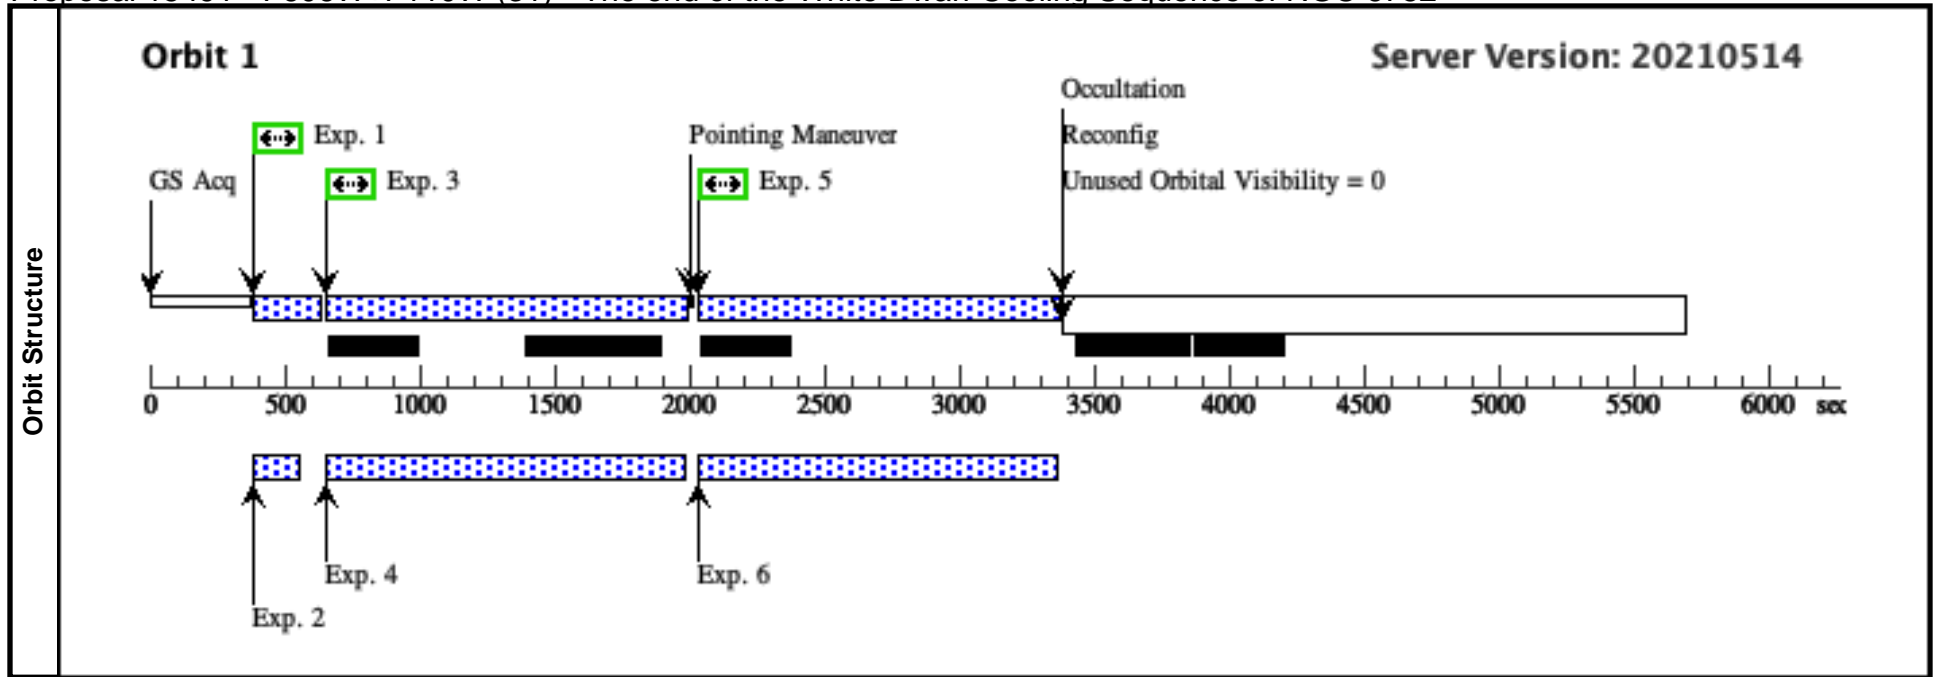 Orbit 1
Server Version: 20210514
Occultation
Exp. 1
Pointing Maneuver
Reconfig
GS Acq
Exp. 3
Exp. 5
Unused Orbital Visibility = 0
Orbit Structure
0 500 1000 1500 2000 2500 3000 3500 4000 4500 5000 5500 6000 sec
Exp. 4
Exp. 6
Exp. 2